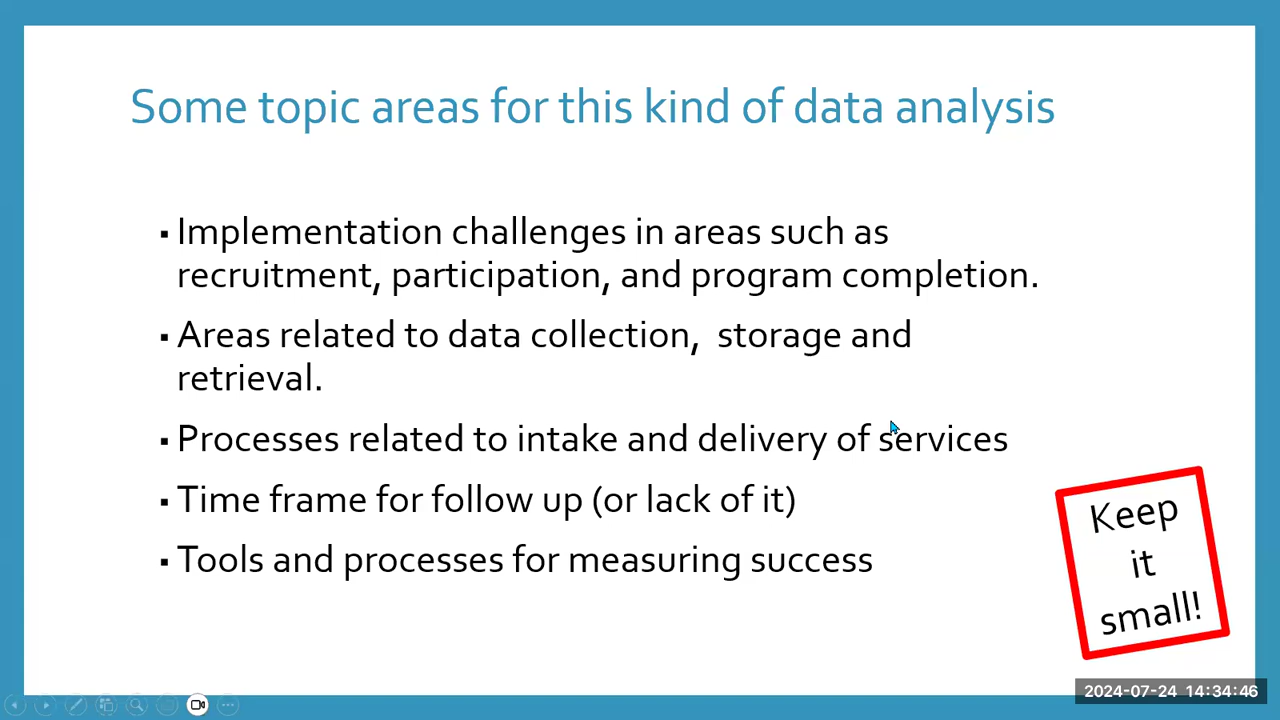 Some topic areas for this kind of data analysis
▪ Implementation challenges in areas such as
recruitment, participation, and program completion.
▪ Areas related to data collection,  storage and
retrieval.
▪ Processes related to intake and delivery of services
▪ Time frame for follow up (or lack of it)
▪ Tools and processes for measuring success
Keep
it
small!
2024-07-24 14:34:46